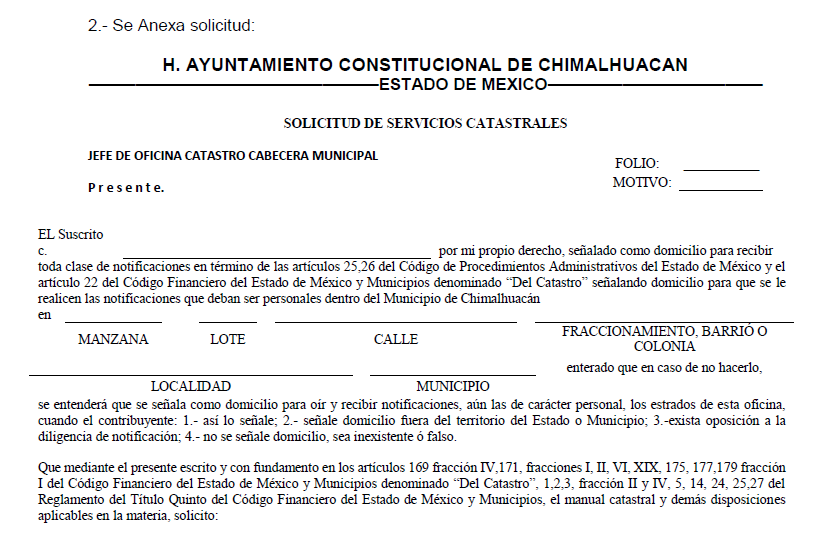 2.- Se Anexa solicitud:
H. AYUNTAMIENTO CONSTITUCIONAL DE CHIMALHUACAN
ESTADO DE MEXICO
SOLICITUD DE SERVICIOS CATASTRALES
JEFE DE OFICINA CATASTRO CABECERA MUNICIPAL
FOLIO:
MOTIVO:
P r e s e n t e.
EL Suscrito
c. por mi propio derecho, señalado como domicilio para recibir
toda clase de notificaciones en término de las artículos 25,26 del Código de Procedimientos Administrativos del Estado de México y el
artículo 22 del Código Financiero del Estado de México y Municipios denominado “Del Catastro” señalando domicilio para que se le
realicen las notificaciones que deban ser personales dentro del Municipio de Chimalhuacán
en
MANZANA LOTE CALLE FRACCIONAMIENTO, BARRIÓ O
COLONIA
enterado que en caso de no hacerlo,
LOCALIDAD MUNICIPIO
se entenderá que se señala como domicilio para oír y recibir notificaciones, aún las de carácter personal, los estrados de esta oficina,
cuando el contribuyente: 1.- así lo señale; 2.- señale domicilio fuera del territorio del Estado o Municipio; 3.-exista oposición a la
diligencia de notificación; 4.- no se señale domicilio, sea inexistente ó falso.
Que mediante el presente escrito y con fundamento en los artículos 169 fracción IV,171, fracciones I, II, VI, XIX, 175, 177,179 fracción
I del Código Financiero del Estado de México y Municipios denominado “Del Catastro”, 1,2,3, fracción II y IV, 5, 14, 24, 25,27 del
Reglamento del Título Quinto del Código Financiero del Estado de México y Municipios, el manual catastral y demás disposiciones
aplicables en la materia, solicito: